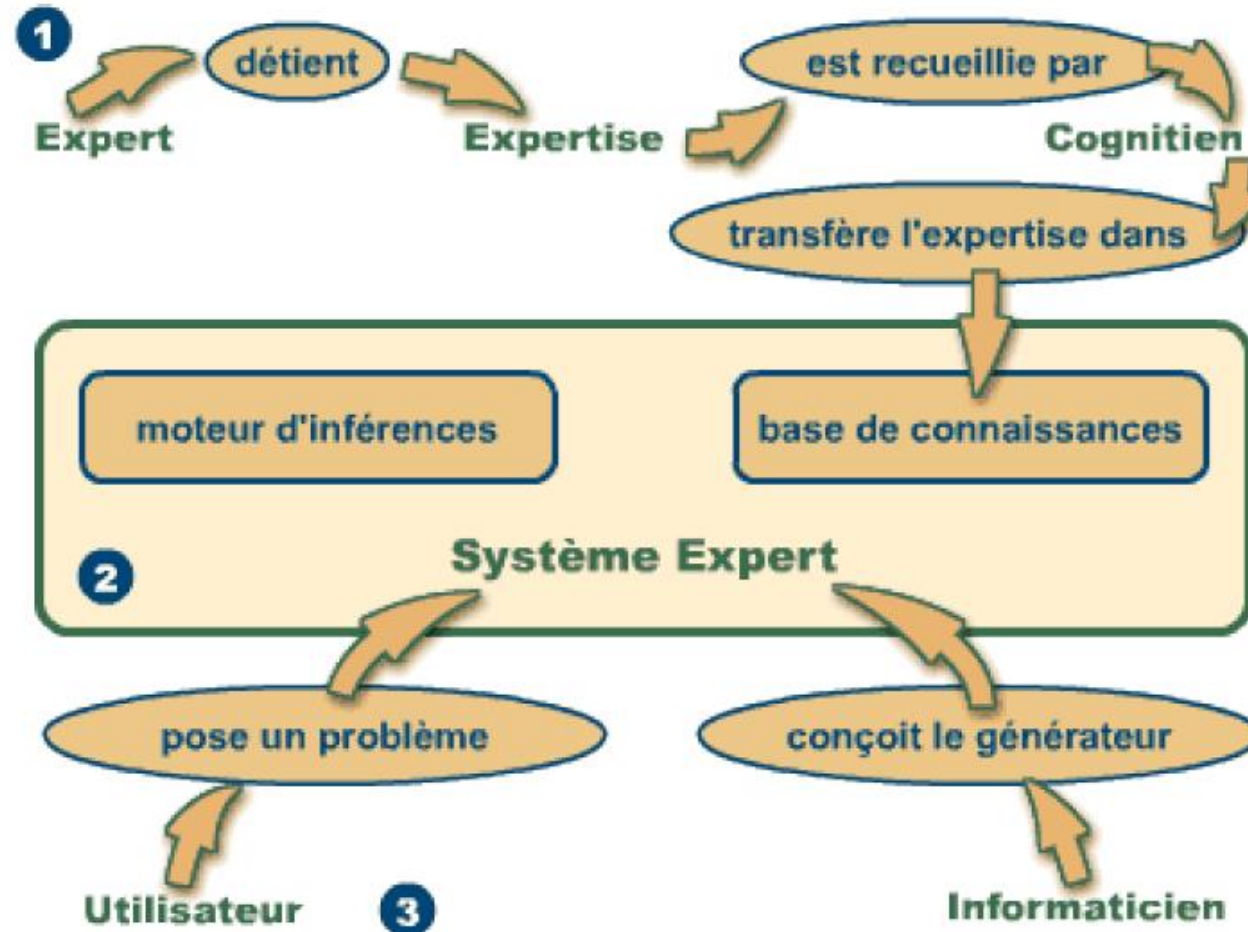 1
détient
est recueillie par
Expert
Expertise
Cognitien
transfère l'expertise dans
moteur d'inférences
base de connaissances
Système Expert
2
pose un problème
conçoit le générateur
Utilisateur
3
Informaticien